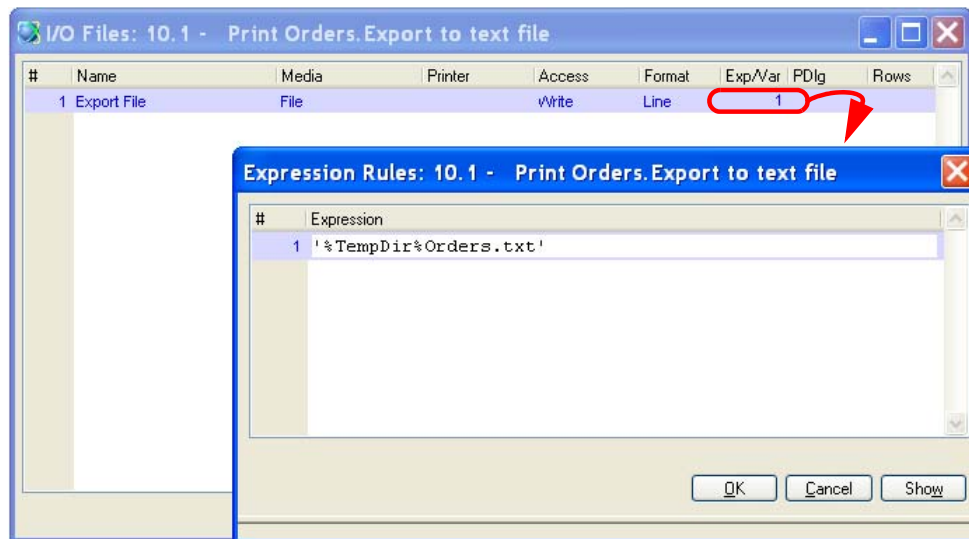 I/O Files: 10.1 - Print Orders.Export to text file
# Name Media Printer Access Format Exp/Var PDlg Rows
1 Export File File Write Line 1
Expression Rules: 10.1 - Print Orders.Export to text file
# Expression
1 '%TempDir%Orders.txt'
OK Cancel Show